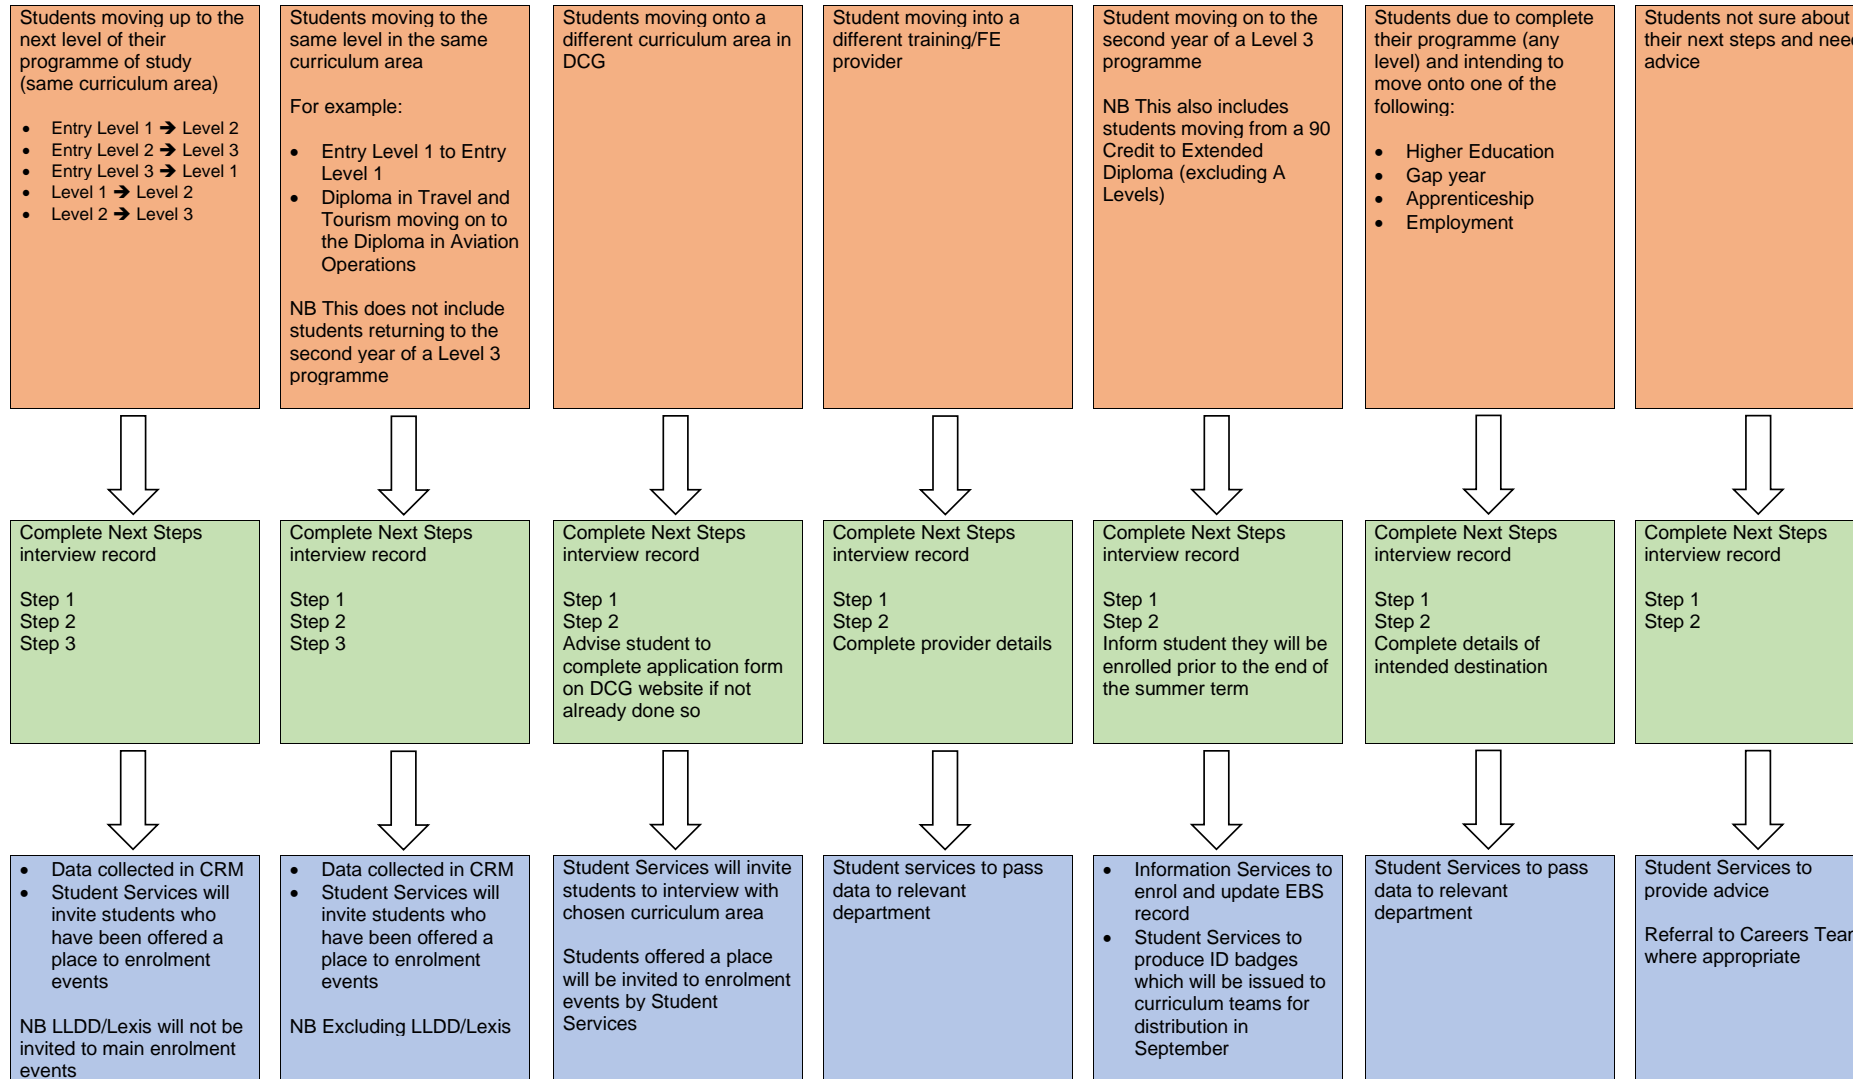 Students moving up to the
next level of their
programme of study
(same curriculum area)
• Entry Level 1 ➔ Level 2
• Entry Level 2 ➔ Level 3
• Entry Level 3 ➔ Level 1
• Level 1 ➔ Level 2
• Level 2 ➔ Level 3
Students moving to the
same level in the same
curriculum area
For example:
• Entry Level 1 to Entry
Level 1
• Diploma in Travel and
Tourism moving on to
the Diploma in Aviation
Operations
NB This does not include
students returning to the
second year of a Level 3
programme
Students moving onto a
different curriculum area in
DCG
Student moving into a
different training/FE
provider
Student moving on to the
second year of a Level 3
programme
NB This also includes
students moving from a 90
Credit to Extended
Diploma (excluding A
Levels)
Students due to complete
their programme (any
level) and intending to
move onto one of the
following:
• Higher Education
• Gap year
• Apprenticeship
• Employment
Students not sure about
their next steps and
advice
Complete Next Steps
interview record
Step 1
Step 2
Step 3
Complete Next Steps
interview record
Step 1
Step 2
Step 3
Complete Next Steps
interview record
Step 1
Step 2
Advise student to
complete application form
on DCG website if not
already done so
Complete Next Steps
interview record
Step 1
Step 2
Complete provider details
Complete Next Steps
interview record
Step 1
Step 2
Inform student they will be
enrolled prior to the end of
the summer term
Complete Next Steps
interview record
Step 1
Step 2
Complete details of
intended destination
Complete Next Steps
interview record
Step 1
Step 2
• Data collected in CRM
• Student Services will
invite students who
have been offered a
place to enrolment
events
NB LLDD/Lexis will not be
invited to main enrolment
events
• Data collected in CRM
• Student Services will
invite students who
have been offered a
place to enrolment
events
NB Excluding LLDD/Lexis
Student Services will invite
students to interview with
chosen curriculum area
Students offered a place
will be invited to enrolment
events by Student
Services
Student services to pass
data to relevant
department
• Information Services to
enrol and update EBS
record
• Student Services to
produce ID badges
which will be issued to
curriculum teams for
distribution in
September
Student Services to pass
data to relevant
department
Student Services to
provide advice
Referral to Careers
where appropriate